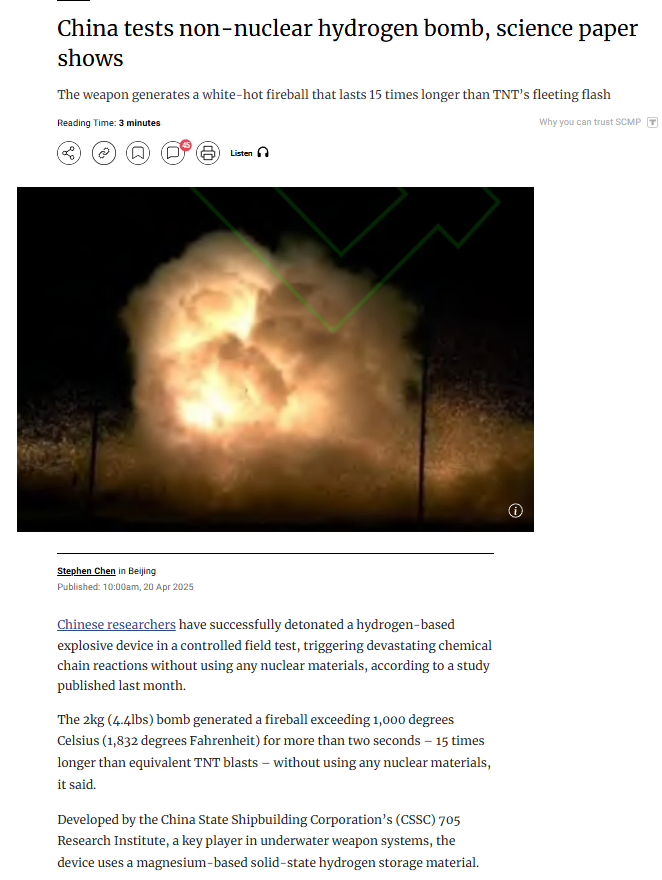 China tests non-nuclear hydrogen bomb, science paper
shows
The weapon generates a white-hot fireball that lasts 15 times longer than TNT’s fleeting flash
Reading Time: 3 minutes
Why you can trust SCMP
45
Listen
Stephen Chen in Beijing
Published: 10:00am, 20 Apr 2025
Chinese researchers have successfully detonated a hydrogen-based
explosive device in a controlled field test, triggering devastating chemical
chain reactions without using any nuclear materials, according to a study
published last month.
The 2kg (4.4lbs) bomb generated a fireball exceeding 1,000 degrees
Celsius (1,832 degrees Fahrenheit) for more than two seconds – 15 times
longer than equivalent TNT blasts – without using any nuclear materials,
it said.
Developed by the China State Shipbuilding Corporation’s (CSSC) 705
Research Institute, a key player in underwater weapon systems, the
device uses a magnesium-based solid-state hydrogen storage material.